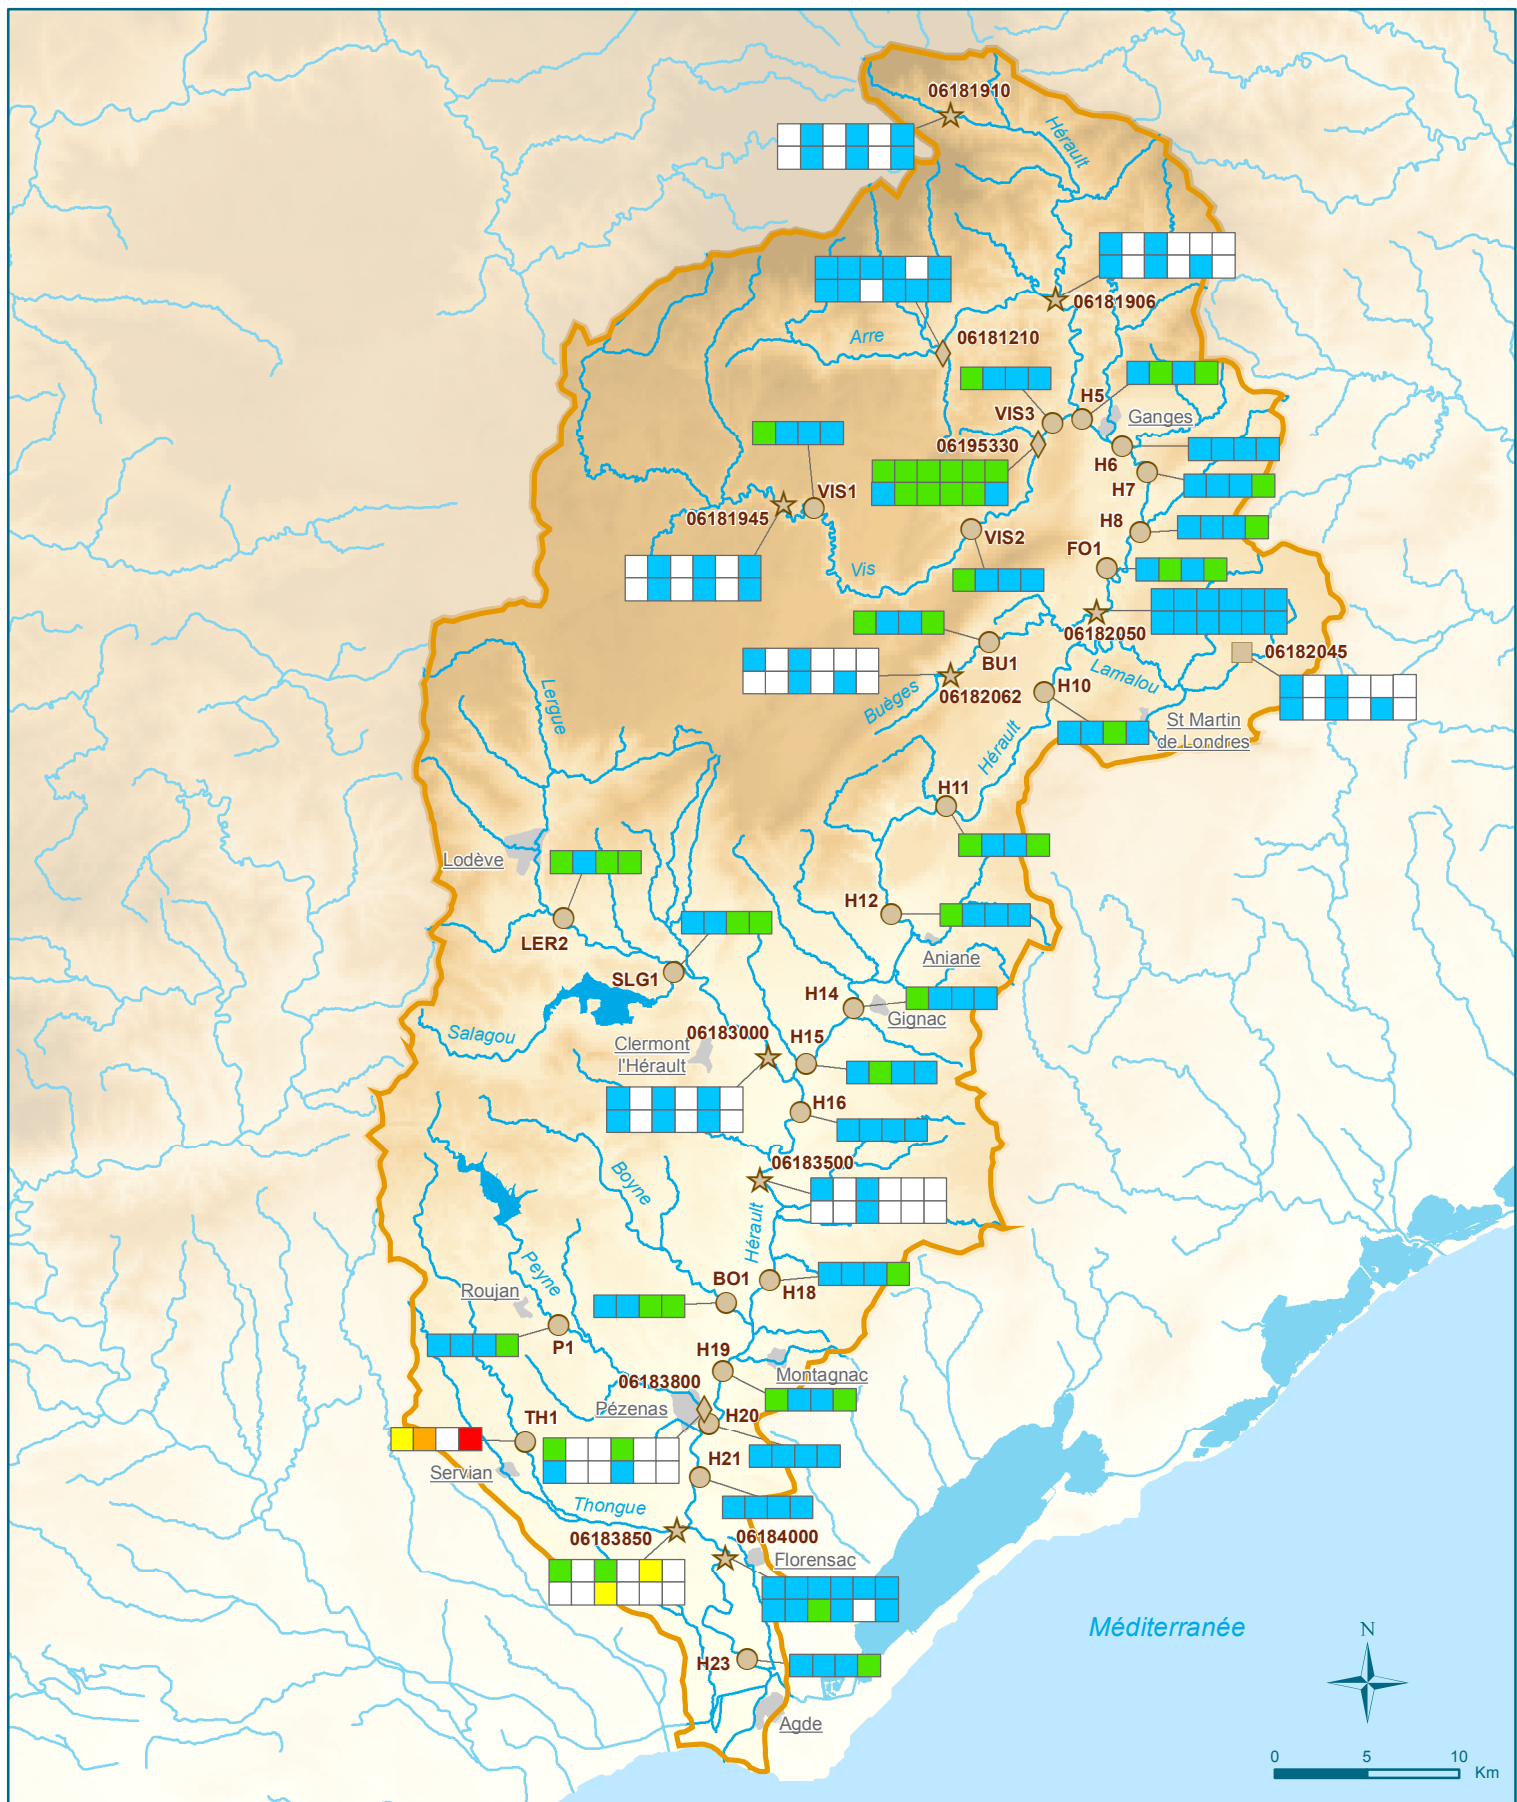 06181910
Hérault
06181906
Arre
06181210
H5
VIS3
Ganges
06195330
H6
H7
VIS1
06181945
H8
VIS2
FO1
Vis
06182050
06182045
BU1
Lamalou
H10
06182062
Buèges
Lergue
St Martin
de Londres
Hérault
H11
Lodève
H12
LER2
Aniane
SLG1
H14
Gignac
Salagou
06183000
H15
Clermont
l'Hérault
H16
06183500
Boyne
Hérault
Peyne
BO1
H18
Roujan
P1
H19
Montagnac
06183800
Pézenas
H20
TH1
H21
Servian
Thongue
06183850
06184000
Florensac
Méditerranée
N
H23
Agde
0 5 10
Km